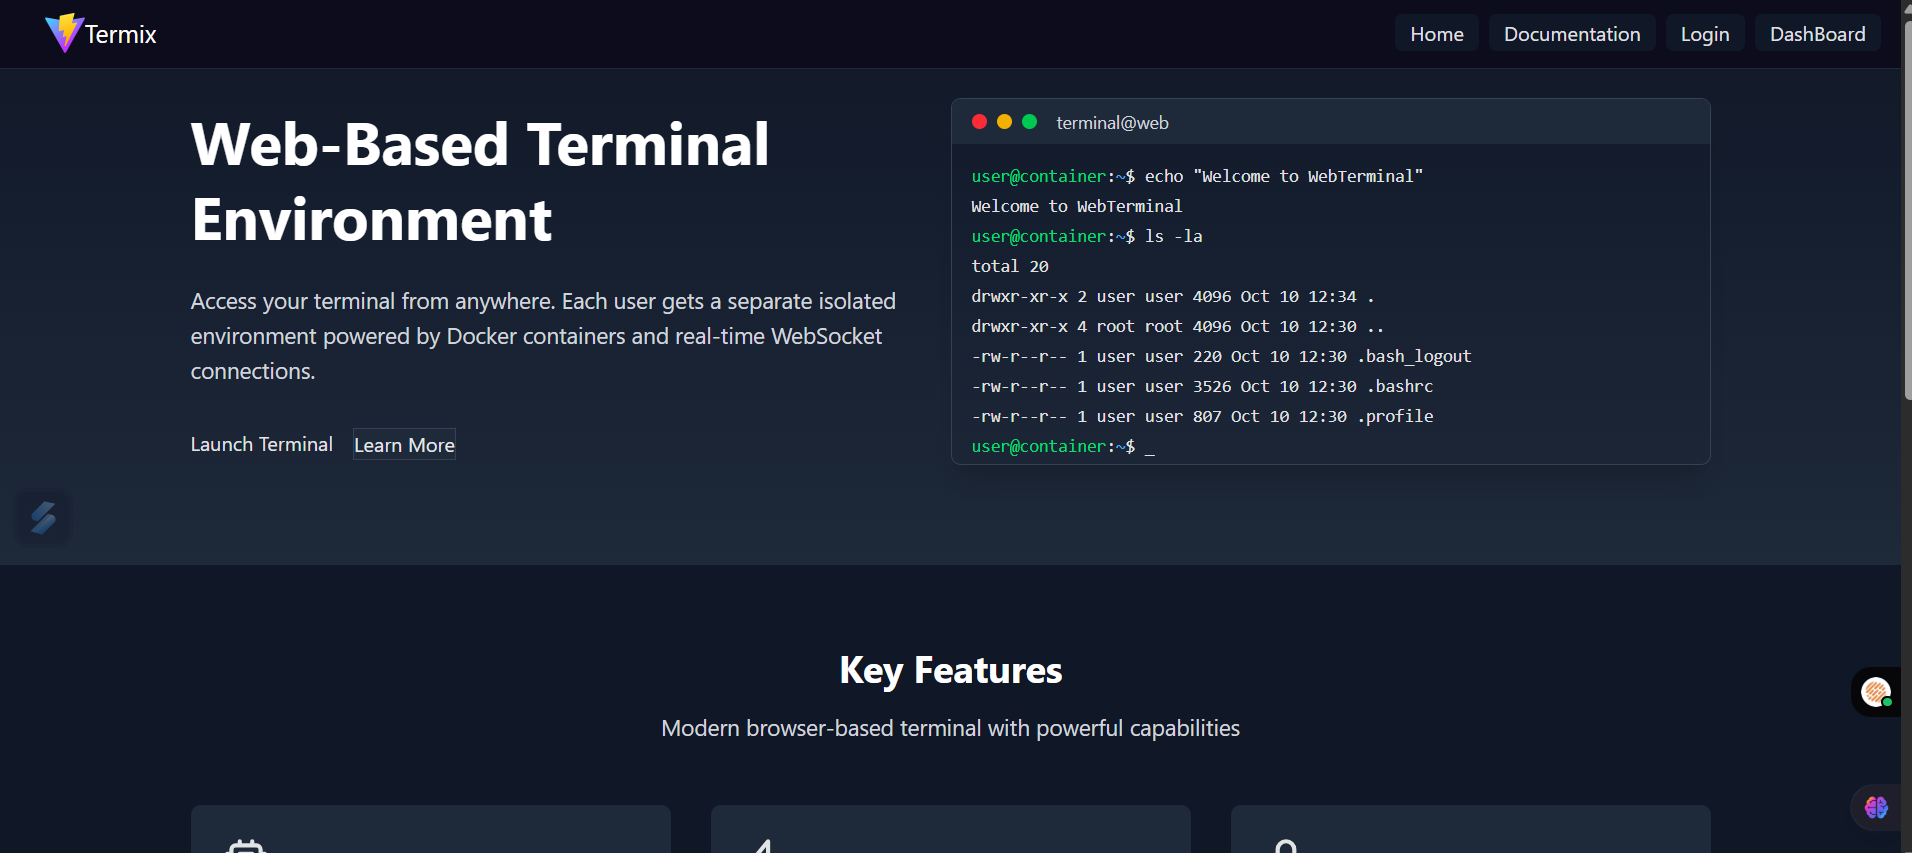 Termix
Home
Documentation
Login
DashBoard
Web-Based Terminal
Environment
Access your terminal from anywhere. Each user gets a separate isolated
environment powered by Docker containers and real-time WebSocket
connections.
Launch Terminal
Learn More
terminal@web
user@container:~$ echo "Welcome to WebTerminal"
Welcome to WebTerminal
user@container:~$ ls -la
total 20
drwxr-xr-x 2 user user 4096 Oct 10 12:34 .
drwxr-xr-x 4 root root 4096 Oct 10 12:30 ..
-rw-r--r-- 1 user user 220 Oct 10 12:30 .bash_logout
-rw-r--r-- 1 user user 3526 Oct 10 12:30 .bashrc
-rw-r--r-- 1 user user 807 Oct 10 12:30 .profile
user@container:~$ _
Key Features
Modern browser-based terminal with powerful capabilities